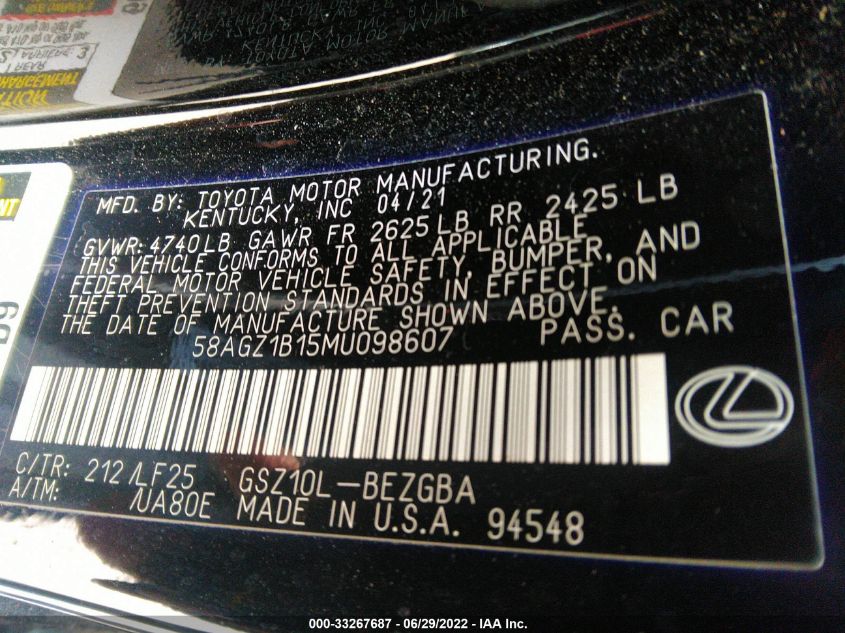 MFD. BY: TOYOTA MOTOR MANUFACTURING.
KENTUCKY, INC 04/21
GVWR: 4740LB GAWR FR 2625LB RR 2425 LB
THIS VEHICLE CONFORMS TO ALL APPLICABLE
FEDERAL MOTOR VEHICLE SAFETY, BUMPER, AND
THEFT PREVENTION STANDARDS IN EFFECT ON
THE DATE OF MANUFACTURE SHOWN ABOVE.
58AGZ1B15MU098607 PASS. CAR
C/TR: 212/LF25 GSZ10L-BEZGBA
A/TM: /UA80E MADE IN U.S.A. 94548
000-33267687 - 06/29/2022 - IAA Inc.